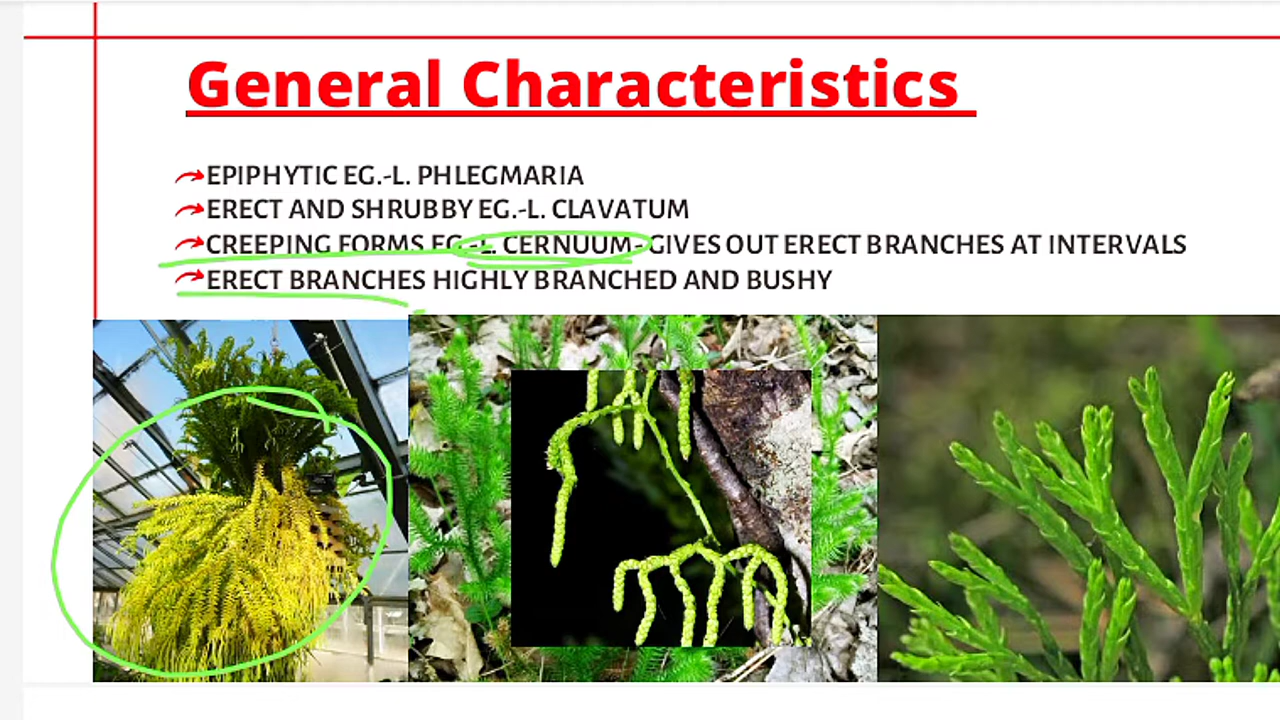 General Characteristics
EPIPHYTIC EG.-L. PHLEGMARIA
ERECT AND SHRUBBY EG.-L. CLAVATUM
CREEPING FORMS EG.-L. CERNUUM- GIVES OUT ERECT BRANCHES AT INTERVALS
ERECT BRANCHES HIGHLY BRANCHED AND BUSHY